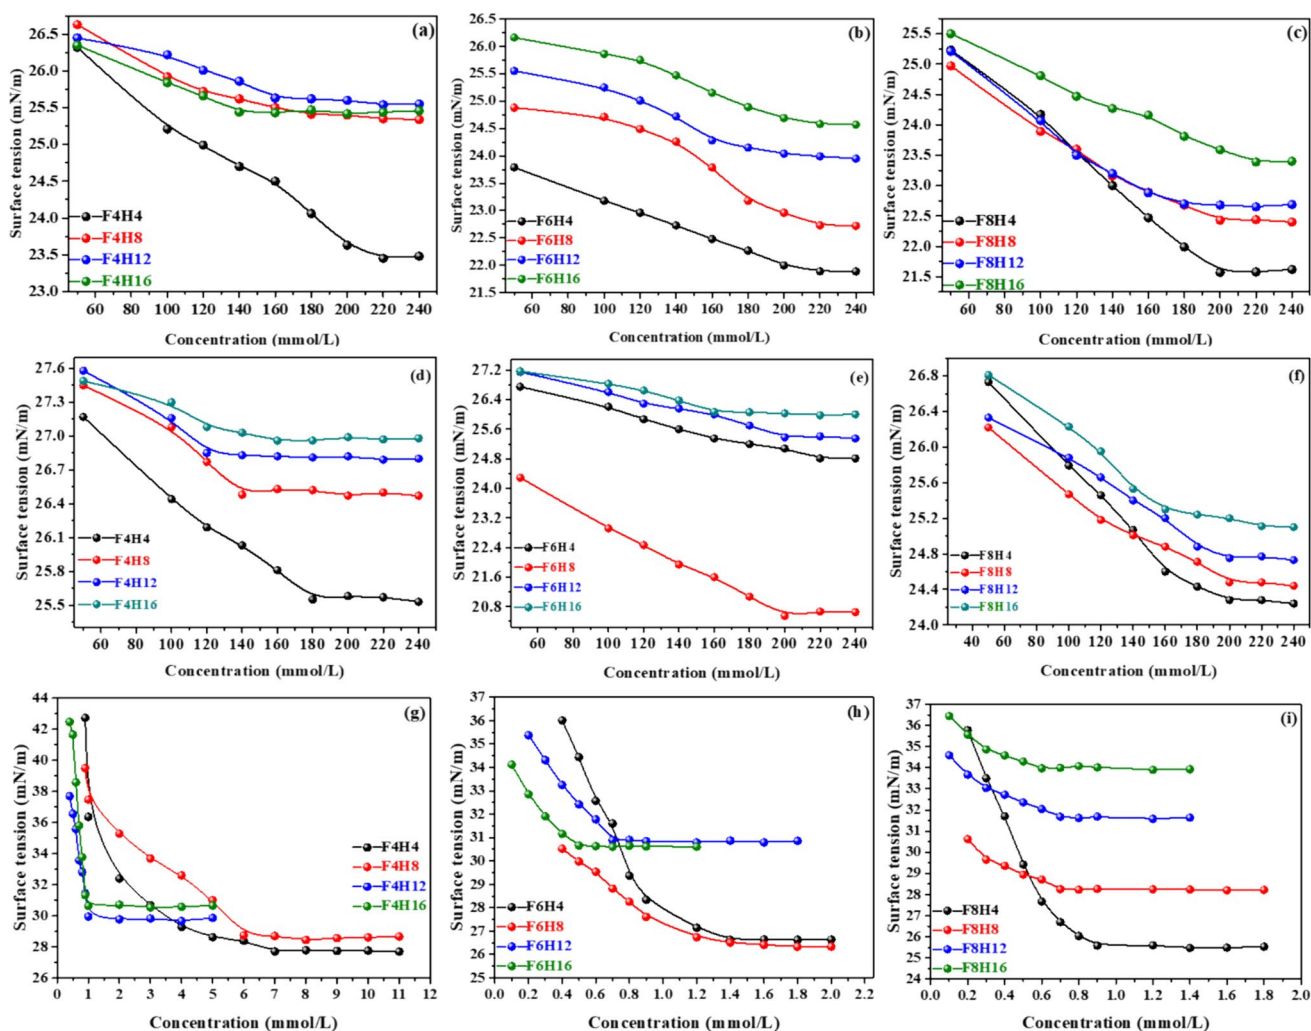 (a)
Surface tension (mN/m)
26.5
26.0
25.5
25.0
24.5
24.0
23.5
23.0
F4H4
F4H8
F4H12
F4H16
60 80 100 120 140 160 180 200 220 240
Concentration (mmol/L)
(b)
Surface tension (mN/m)
26.5
26.0
25.5
25.0
24.5
24.0
23.5
23.0
22.5
22.0
21.5
F6H4
F6H8
F6H12
F6H16
60 80 100 120 140 160 180 200 220 240
Concentration (mmol/L)
(c)
Surface tension (mN/m)
25.5
25.0
24.5
24.0
23.5
23.0
22.5
22.0
21.5
F8H4
F8H8
F8H12
F8H16
60 80 100 120 140 160 180 200 220 240
Concentration (mmol/L)
(d)
Surface tension (mN/m)
27.6
27.3
27.0
26.7
26.4
26.1
25.8
25.5
F4H4
F4H8
F4H12
F4H16
60 80 100 120 140 160 180 200 220 240
Concentration (mmol/L)
(e)
Surface tension (mN/m)
27.2
26.4
25.6
24.8
24.0
23.2
22.4
21.6
20.8
F6H4
F6H8
F6H12
F6H16
60 80 100 120 140 160 180 200 220 240
Concentration (mmol/L)
(f)
Surface tension (mN/m)
26.8
26.4
26.0
25.6
25.2
24.8
24.4
24.0
F8H4
F8H8
F8H12
F8H16
40 60 80 100 120 140 160 180 200 220 240
Concentration (mmol/L)
(g)
Surface tension (mN/m)
44
42
40
38
36
34
32
30
28
26
F4H4
F4H8
F4H12
F4H16
0 1 2 3 4 5 6 7 8 9 10 11 12
Concentration (mmol/L)
(h)
Surface tension (mN/m)
37
36
35
34
33
32
31
30
29
28
27
26
25
F6H4
F6H8
F6H12
F6H16
0.0 0.2 0.4 0.6 0.8 1.0 1.2 1.4 1.6 1.8 2.0 2.2
Concentration (mmol/L)
(i)
Surface tension (mN/m)
37
36
35
34
33
32
31
30
29
28
27
26
25
24
F8H4
F8H8
F8H12
F8H16
0.0 0.2 0.4 0.6 0.8 1.0 1.2 1.4 1.6 1.8 2.0
Concentration (mmol/L)